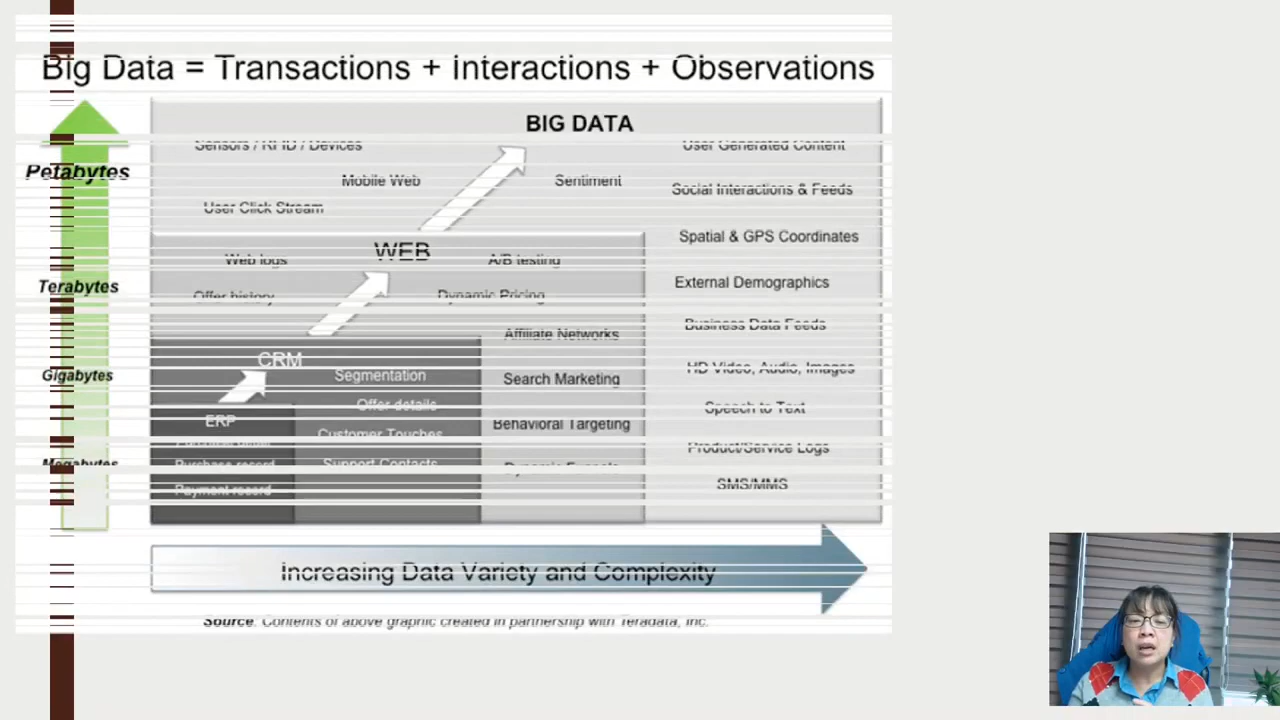 Big Data = Transactions + Interactions + Observations
BIG DATA
Petabytes
Sensors / RFID / Devices
User Generated Content
Mobile Web
Sentiment
Social Interactions & Feeds
User Click Stream
Spatial & GPS Coordinates
WEB
Web logs
A/B testing
External Demographics
Terabytes
Offer history
Dynamic Pricing
Business Data Feeds
Affiliate Networks
HD Video, Audio, Images
Gigabytes
CRM
Segmentation
Search Marketing
Speech to Text
Offer details
ERP
Customer Touches
Behavioral Targeting
Product/Service Logs
Megabytes
Purchase record
Support Contacts
Dynamic Funnels
SMS/MMS
Payment record
Increasing Data Variety and Complexity
Source: Contents of above graphic created in partnership with Teradata, Inc.